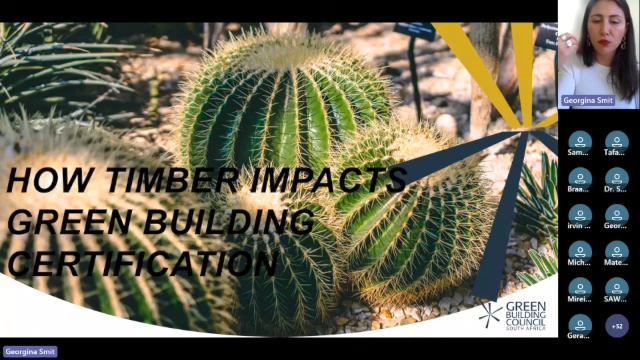 HOW TIMBER IMPACTS
GREEN BUILDING
CERTIFICATION
GREEN
BUILDING
COUNCIL
SOUTH AFRICA
Georgina Smit
Georgina Smit
Sam...
Tafa...
Braa...
Dr. S...
irvin ...
Geor...
Mich...
Mate...
Mirei...
SAW...
Gera...
+52